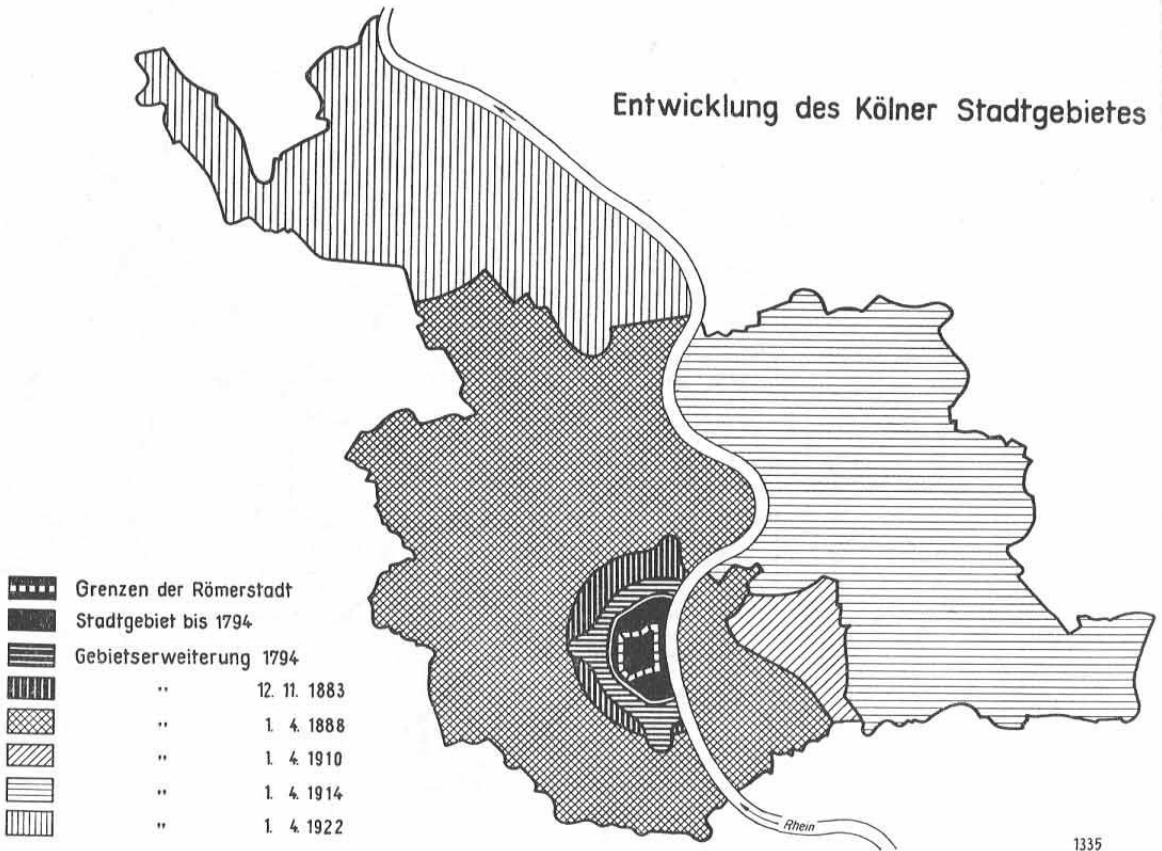 Entwicklung des Kölner Stadtgebietes
Grenzen der Römerstadt
Stadtgebiet bis 1794
Gebietserweiterung 1794
" 12. 11. 1883
" 1. 4. 1888
" 1. 4. 1910
" 1. 4. 1914
" 1. 4. 1922
Rhein
1335